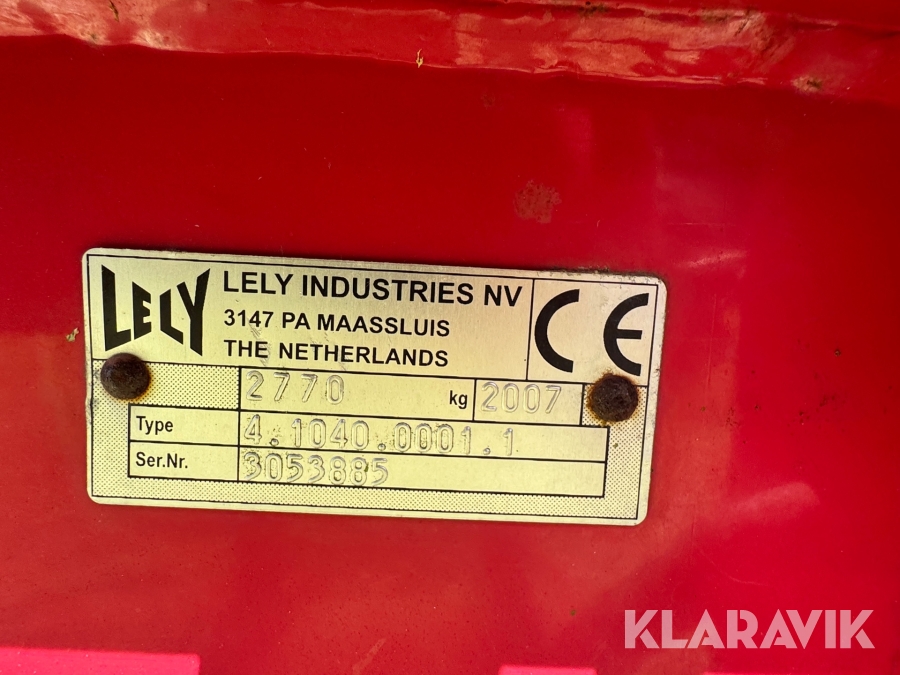 LELY
LELY INDUSTRIES NV
3147 PA MAASSLUIS
THE NETHERLANDS
CE
2770 kg 2007
Type 4.1040.0001.1
Ser.Nr. 3053885
KLARAVIK